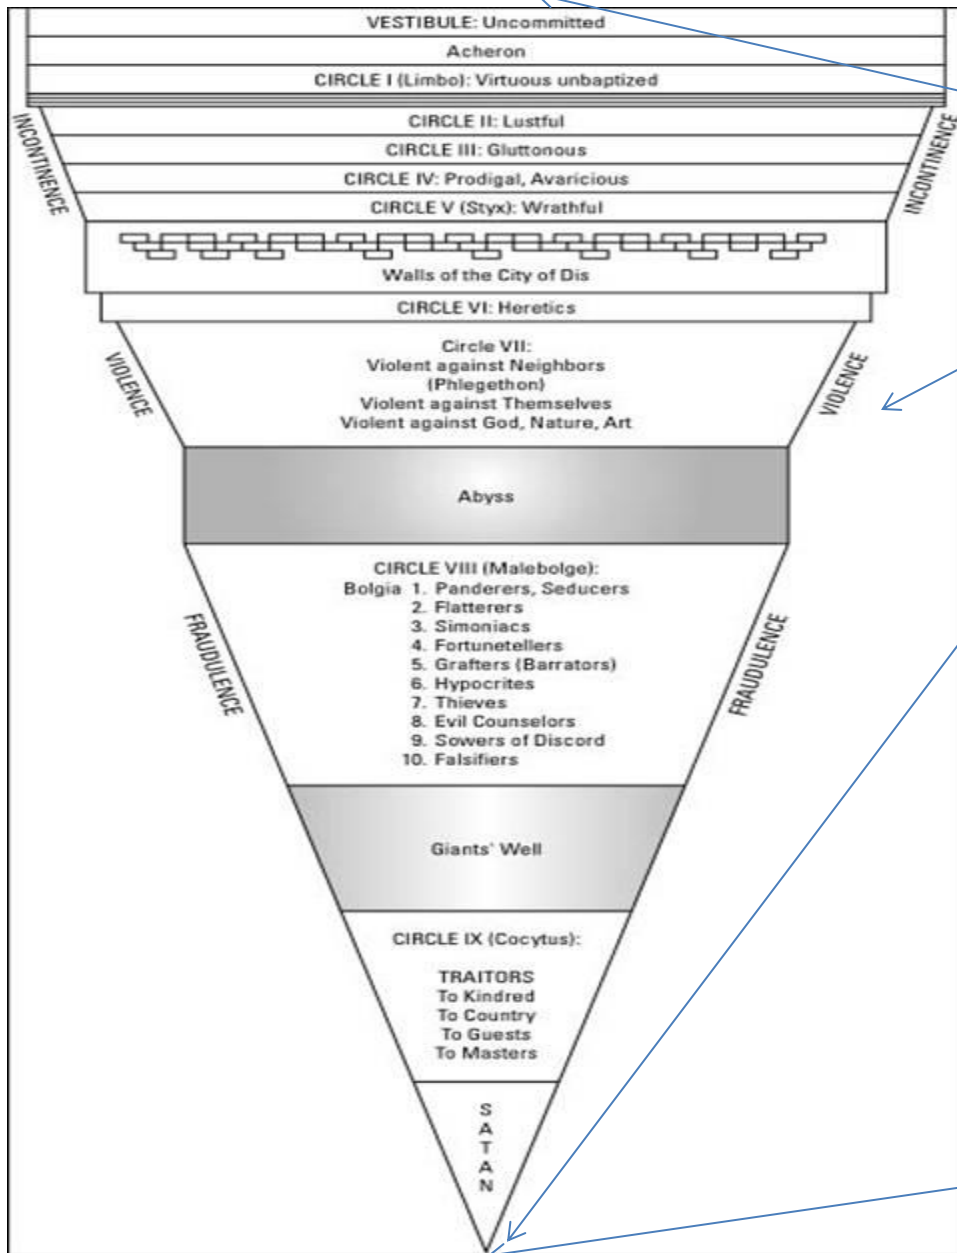 VESTIBULE: Uncommitted
Acheron
CIRCLE I (Limbo): Virtuous unbaptized
INCONTINENCE
INCONTINENCE
CIRCLE II: Lustful
CIRCLE III: Gluttonous
CIRCLE IV: Prodigal, Avaricious
CIRCLE V (Styx): Wrathful
Walls of the City of Dis
CIRCLE VI: Heretics
VIOLENCE
VIOLENCE
Circle VII:
Violent against Neighbors
(Phlegethon)
Violent against Themselves
Violent against God, Nature, Art
Abyss
FRAUDULENCE
FRAUDULENCE
CIRCLE VIII (Malebolge):
Bolgia 1. Panderers, Seducers
2. Flatterers
3. Simoniacs
4. Fortunetellers
5. Grafters (Barrators)
6. Hypocrites
7. Thieves
8. Evil Counselors
9. Sowers of Discord
10. Falsifiers
Giants' Well
CIRCLE IX (Cocytus):
TRAITORS
To Kindred
To Country
To Guests
To Masters
SATAN